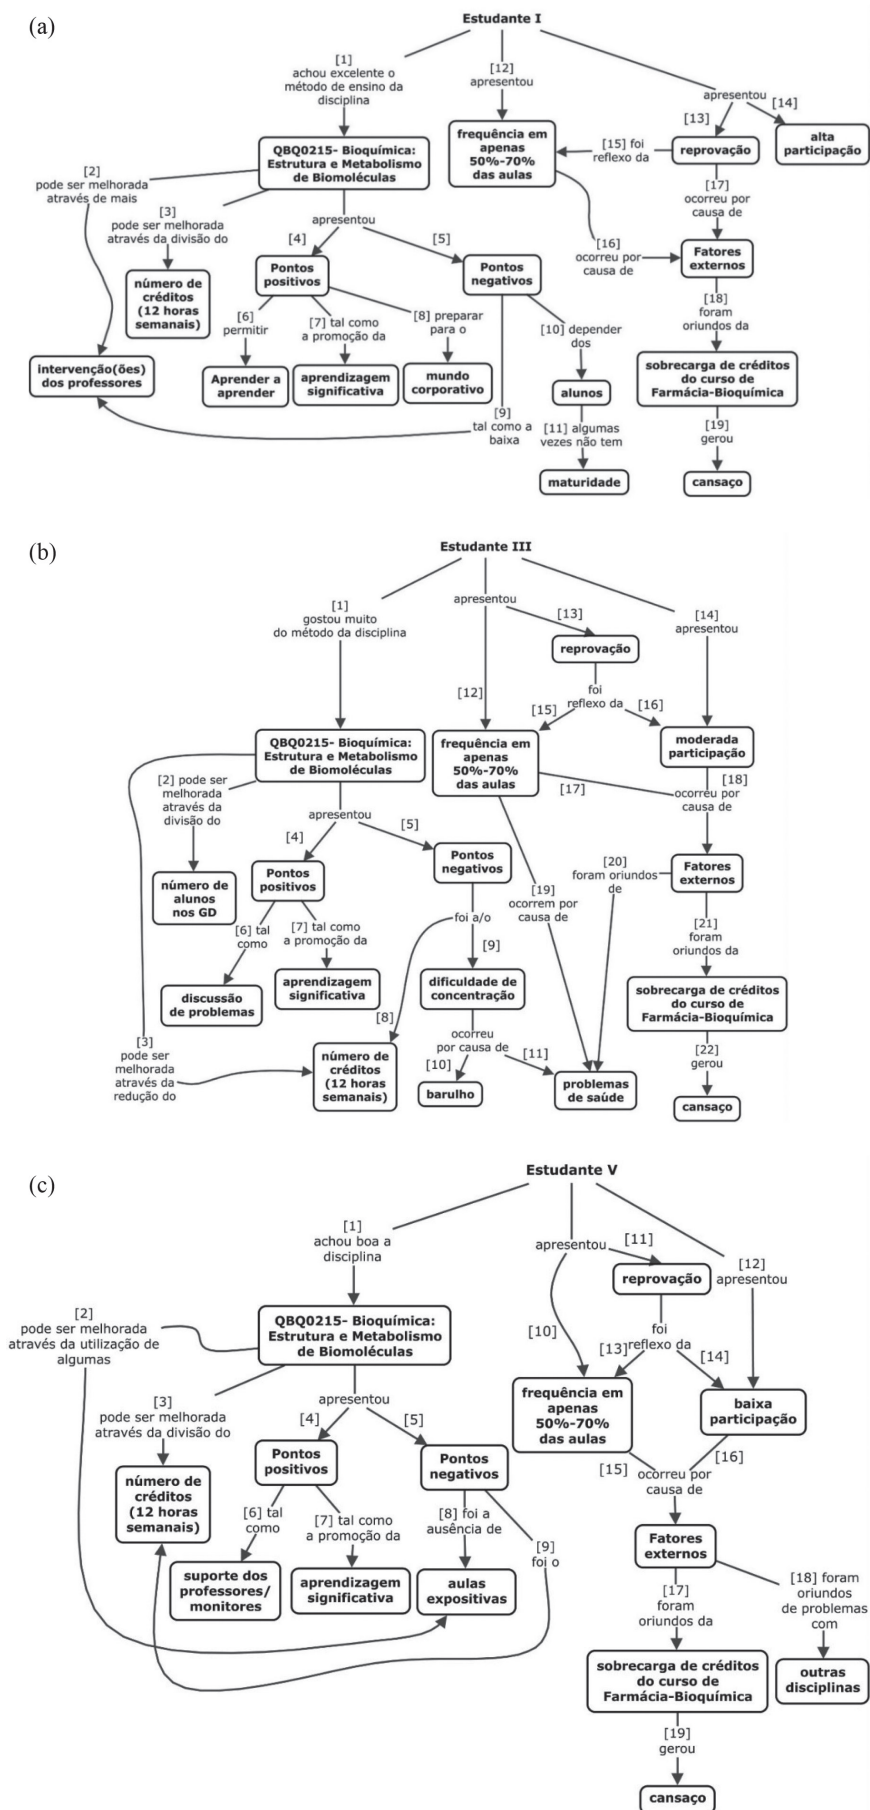 (a)
Estudante I
[1]
achou excelente o
método de ensino da
disciplina
[12]
apresentou
apresentou
[13]
[14]
QBQ0215- Bioquímica:
Estrutura e Metabolismo
de Biomoléculas
frequência em
apenas
50%-70%
das aulas
[15] foi
reflexo da
reprovação
alta
participação
[2]
pode ser melhorada
através de mais
[3]
pode ser melhorada
através da divisão do
apresentou
[4]
[5]
[16]
ocorreu por
causa de
[17]
ocorreu por
causa de
número de
créditos
(12 horas
semanais)
Pontos
positivos
Pontos
negativos
Fatores
externos
[6]
permitir
[7] tal como
a promoção da
[8] preparar
para o
[10] depender
dos
[18]
foram
oriundos da
intervenção(ões)
dos professores
Aprender a
aprender
aprendizagem
significativa
mundo
corporativo
alunos
sobrecarga de créditos
do curso de
Farmácia-Bioquímica
[9]
tal como a
baixa
[11] algumas
vezes não tem
[19]
gerou
maturidade
cansaço
(b)
Estudante III
[1]
gostou muito
do método da disciplina
apresentou
[13]
[14]
apresentou
reprovação
[12]
foi
reflexo da
[15]
[16]
QBQ0215- Bioquímica:
Estrutura e Metabolismo
de Biomoléculas
frequência em
apenas
50%-70%
das aulas
moderada
participação
[2] pode ser
melhorada
através da
divisão do
apresentou
[4]
[5]
[17]
[18]
ocorreu por
causa de
número de
alunos
nos GD
Pontos
positivos
Pontos
negativos
[19]
ocorrem por
causa de
[20]
foram oriundos
de
Fatores
externos
[6] tal
como
[7] tal como
a promoção da
foi a/o
[9]
[21]
foram
oriundos da
discussão
de problemas
aprendizagem
significativa
[8]
dificuldade de
concentração
sobrecarga de créditos
do curso de
Farmácia-Bioquímica
[3]
pode ser
melhorada
através da
redução do
número de
créditos
(12 horas
semanais)
ocorreu
por causa de
[10]
[11]
[22]
gerou
barulho
problemas
de saúde
cansaço
(c)
Estudante V
[1]
achou boa a
disciplina
apresentou
[11]
[12]
apresentou
reprovação
[2]
pode ser melhorada
através da utilização de
algumas
QBQ0215- Bioquímica:
Estrutura e Metabolismo
de Biomoléculas
[10]
foi
reflexo da
[13]
[14]
frequência em
apenas
50%-70%
das aulas
baixa
participação
[3]
pode ser melhorada
através da divisão do
apresentou
[4]
[5]
[15]
ocorreu por
causa de
[16]
número de
créditos
(12 horas
semanais)
Pontos
positivos
Pontos
negativos
[6] tal
como
[7] tal como
a promoção da
[8] foi a
ausência de
[9]
foi o
Fatores
externos
suporte dos
professores/
monitores
aprendizagem
significativa
aulas
expositivas
[17]
foram
oriundos da
[18] foram
oriundos
de problemas
com
sobrecarga de créditos
do curso de
Farmácia-Bioquímica
outras
disciplinas
[19]
gerou
cansaço